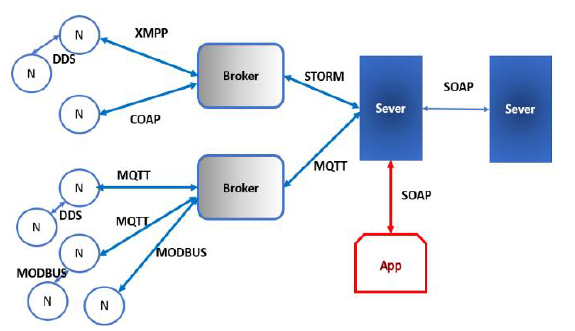 N
XMPP
DDS
N
Broker
STORM
SOAP
Sever
Sever
N
COAP
MQTT
MQTT
N
Broker
DDS
MQTT
N
SOAP
N
MODBUS
MODBUS
App
N
N